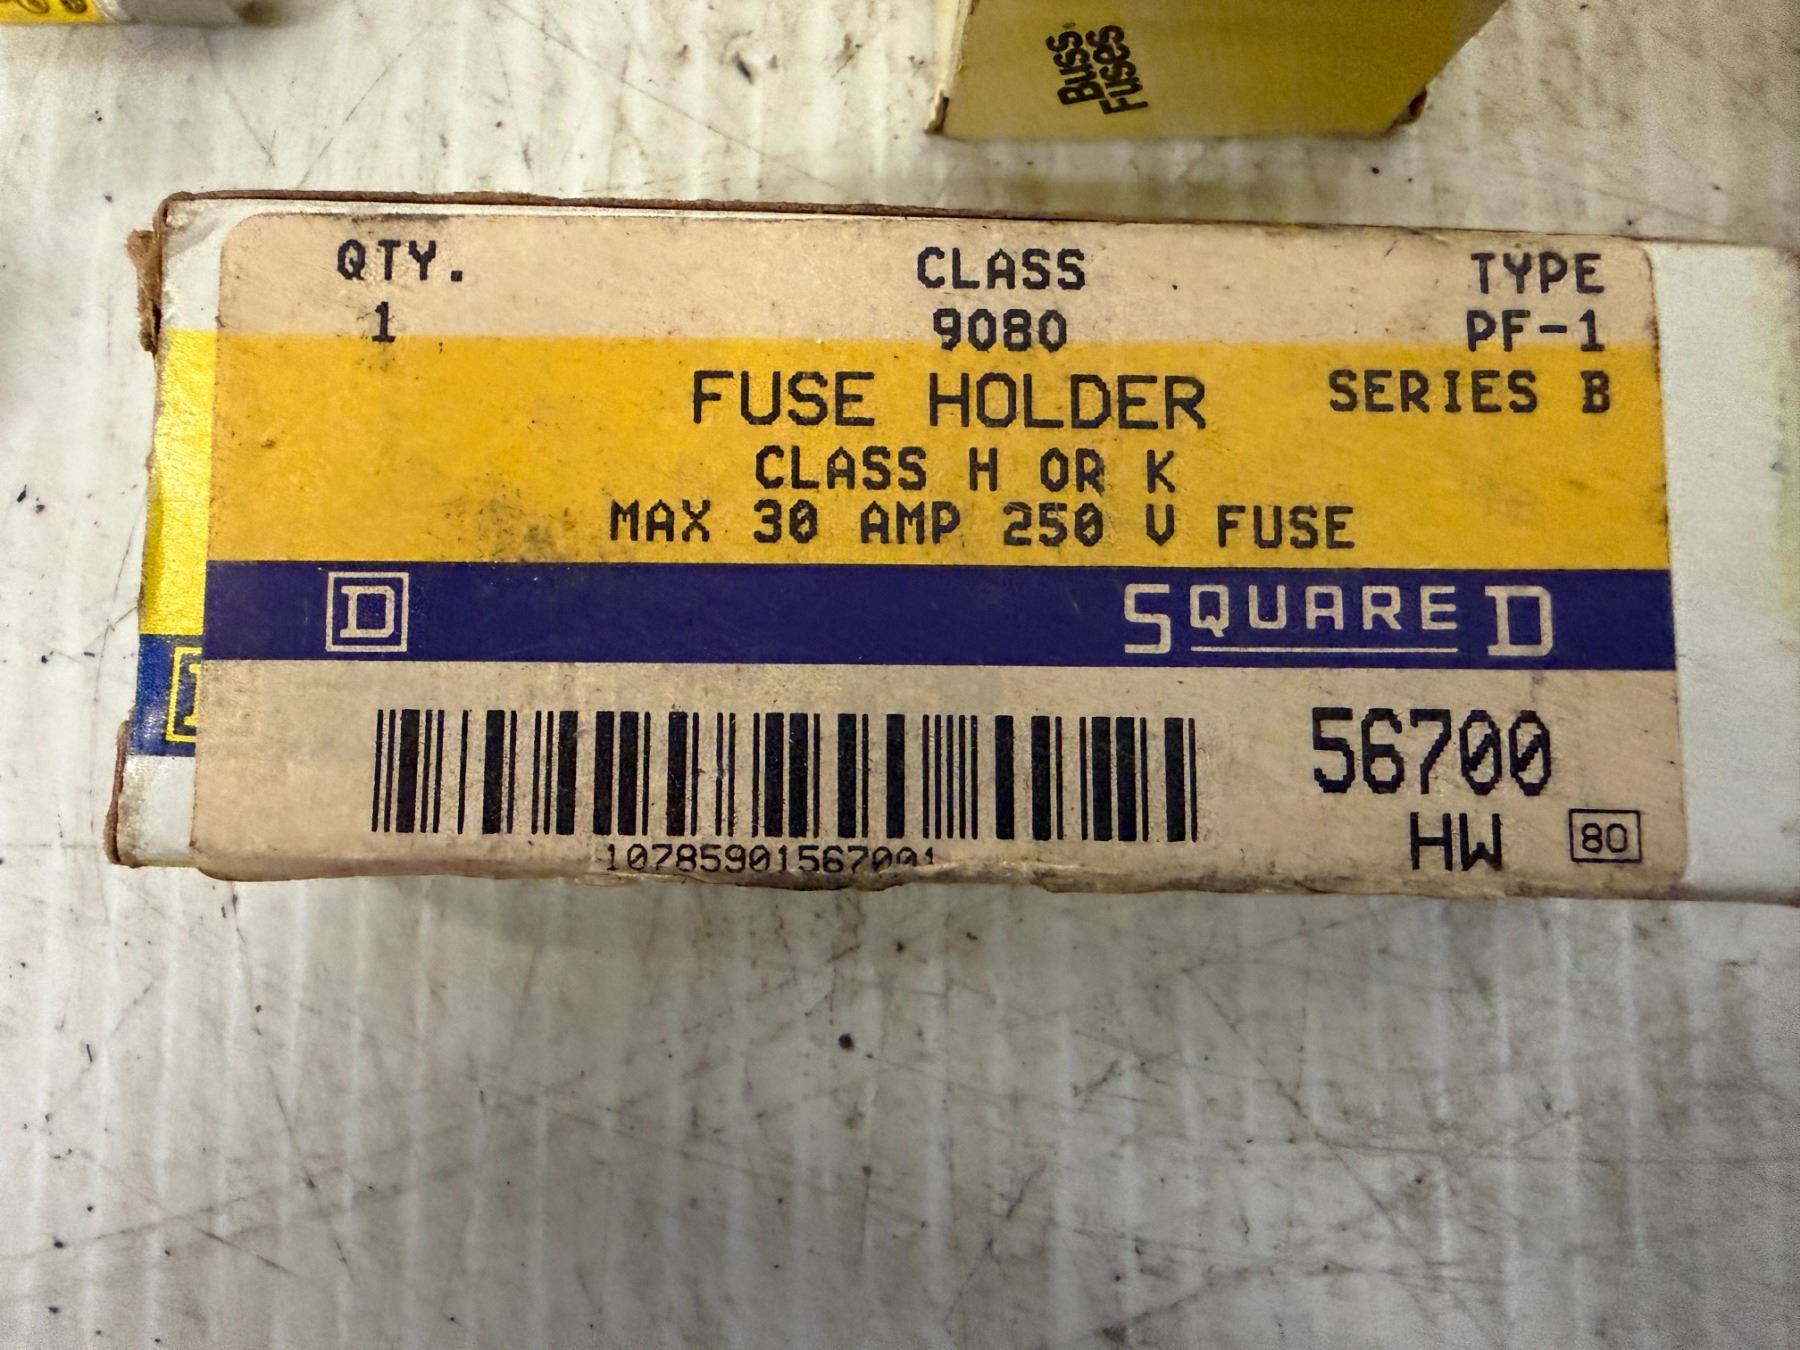 Buss
Fuses
QTY. CLASS TYPE
1 9080 PF-1
FUSE HOLDER SERIES B
CLASS H OR K
MAX 30 AMP 250 V FUSE
D SQUARE D
56700
HW 80
10785901567001